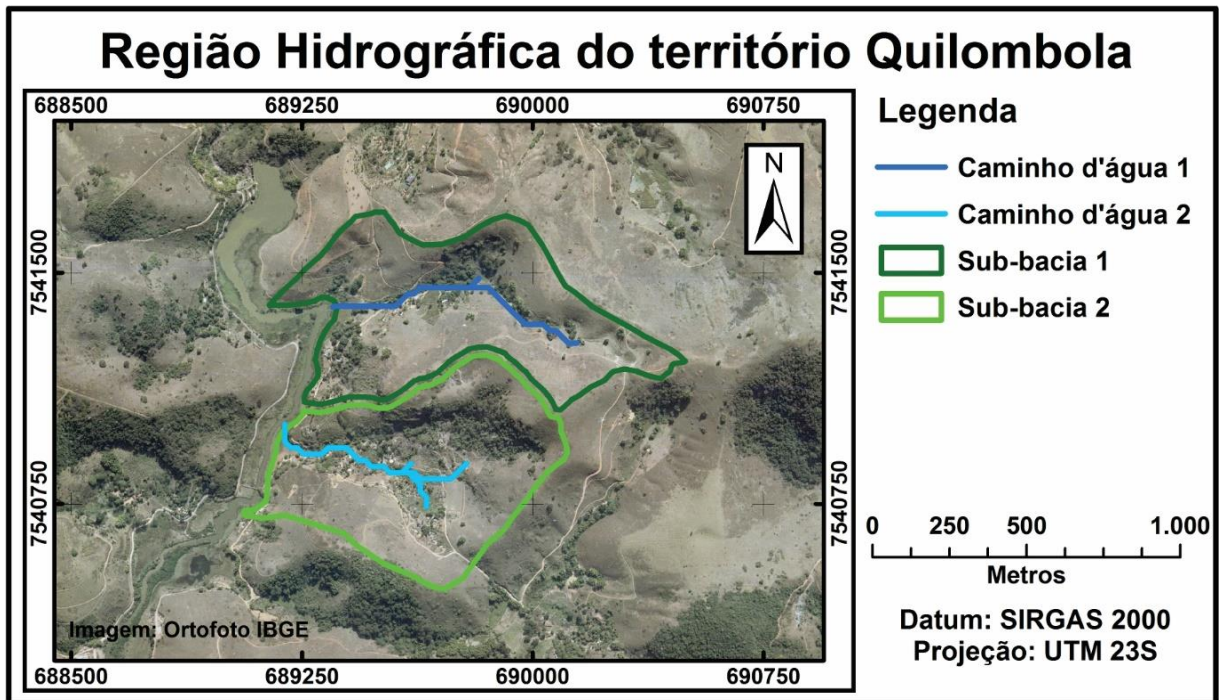 Região Hidrográfica do território Quilombola
688500 689250 690000 690750
Legenda
Caminho d'água 1
Caminho d'água 2
Sub-bacia 1
Sub-bacia 2
N
7541500 7541500
7540750 7540750
0 250 500 1.000
Metros
Datum: SIRGAS 2000
Projeção: UTM 23S
Imagem: Ortofoto IBGE
688500 689250 690000 690750